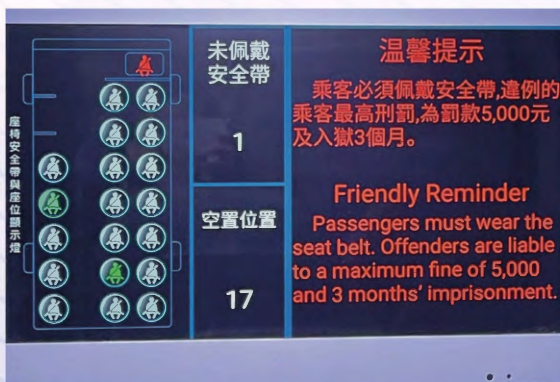 座椅安全帶與座位顯示燈
未佩戴
安全帶
1
空置位置
17
温馨提示
乘客必須佩戴安全帶,違例的
乘客最高刑罰,為罰款5,000元
及入獄3個月。
Friendly Reminder
Passengers must wear the
seat belt. Offenders are liable
to a maximum fine of 5,000
and 3 months' imprisonment.